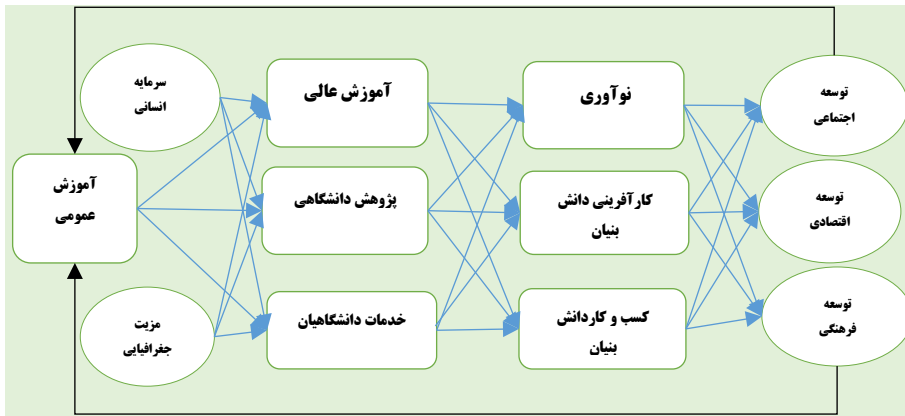 سرمایه
انسانی
آموزش
عمومی
مزیت
جغرافیایی
آموزش عالی
پژوهش دانشگاهی
خدمات دانشگاهیان
نوآوری
کارآفرینی دانش
بنیان
کسب و کاردانش
بنیان
توسعه
اجتماعی
توسعه
اقتصادی
توسعه
فرهنگی